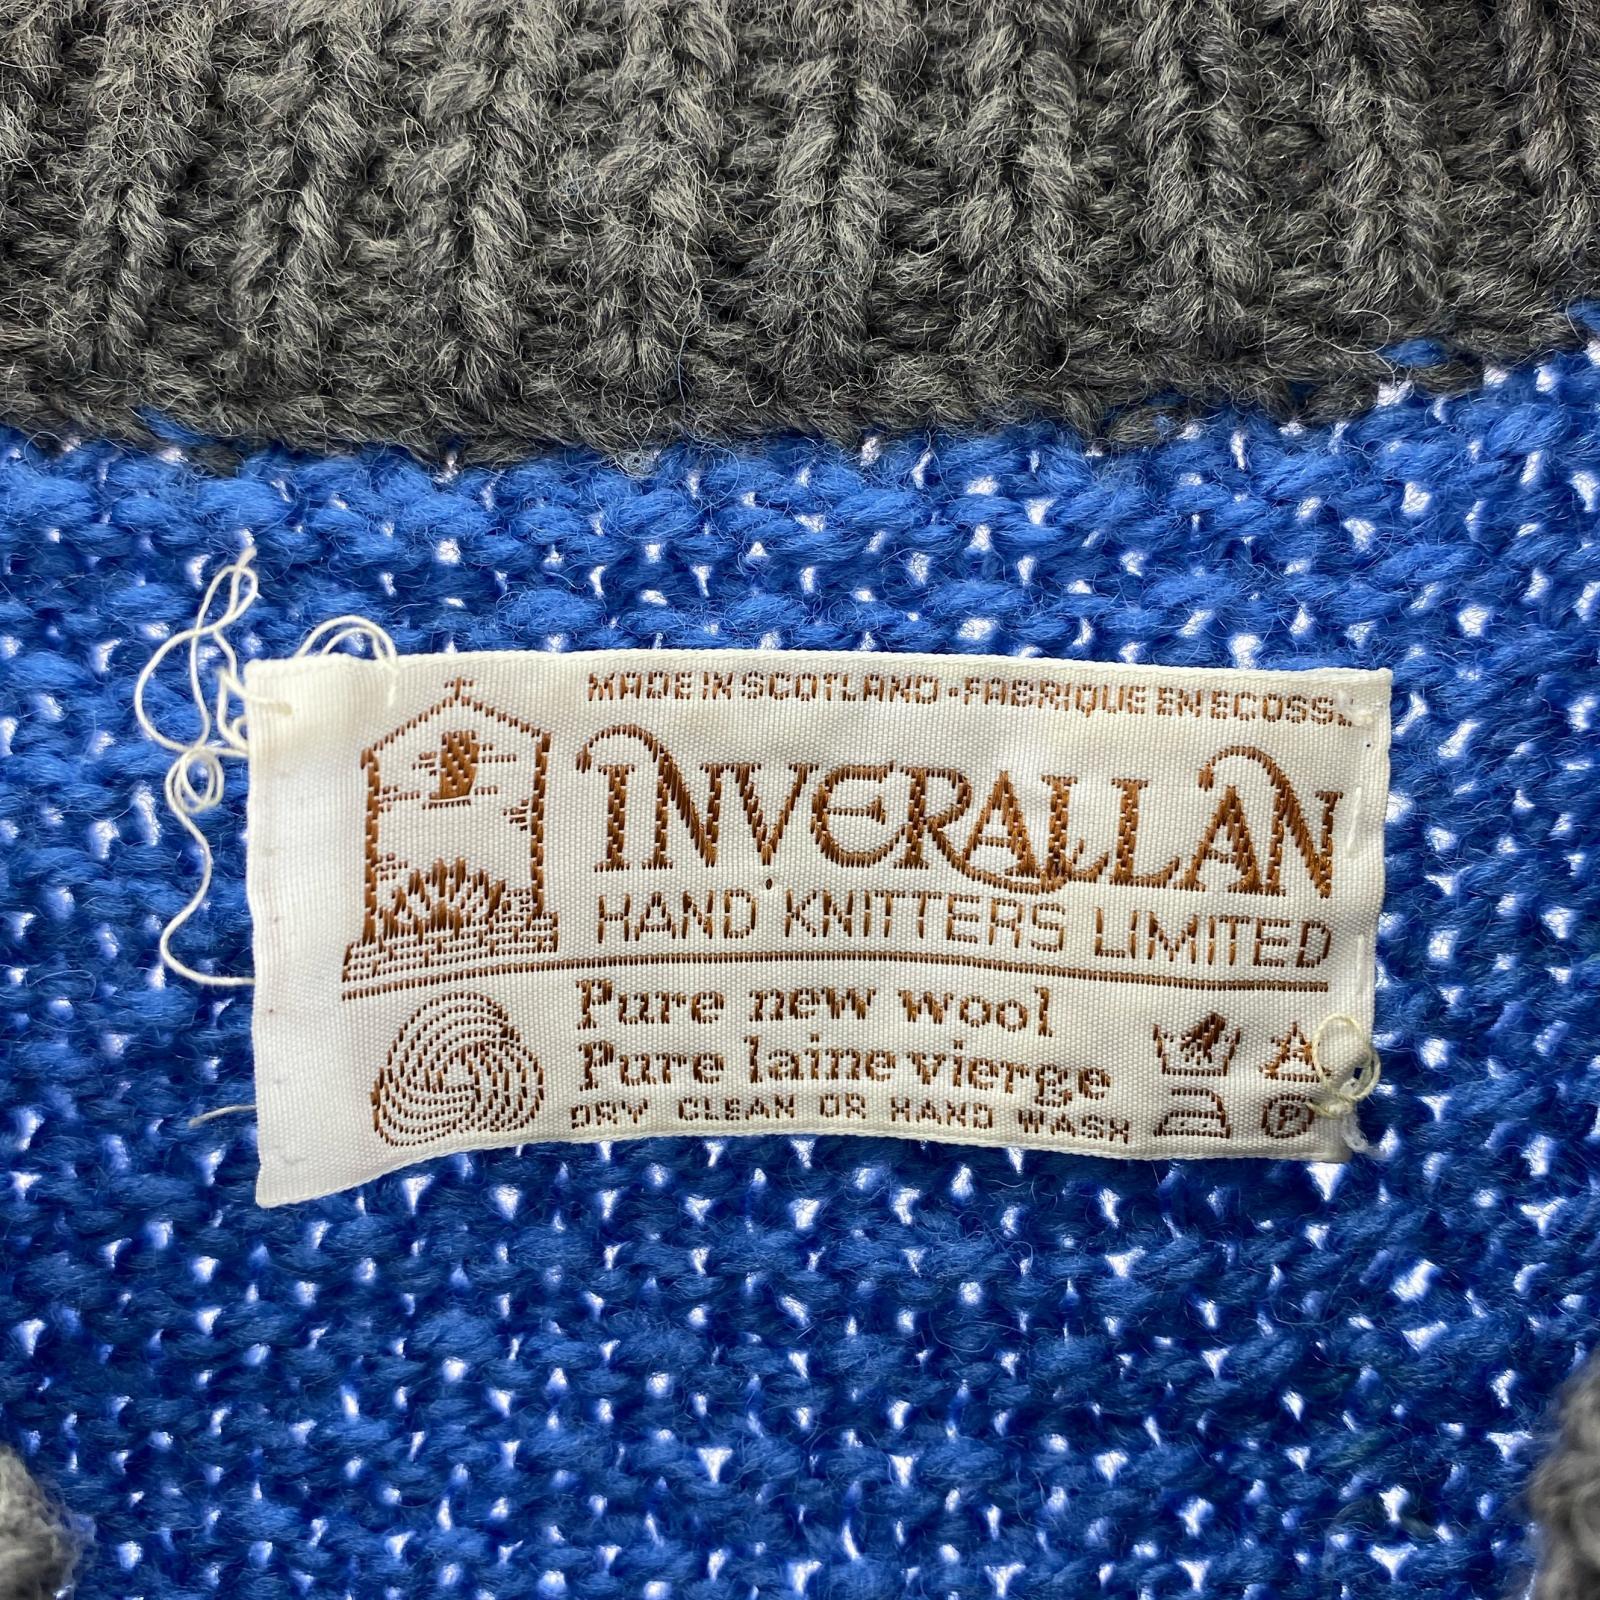 MADE IN SCOTLAND • FABRIQUE EN ECOSSE
INVERALLAN
HAND KNITTERS LIMITED
Pure new wool
Pure laine vierge
DRY CLEAN OR HAND WASH
A
P